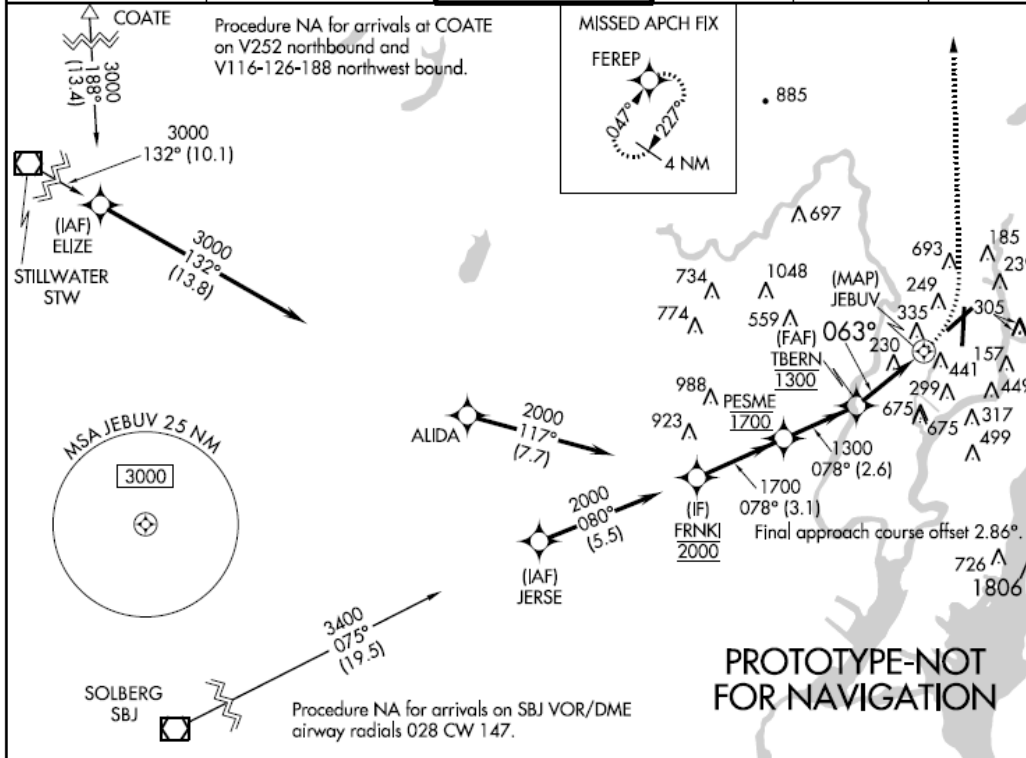 COATE
3000
188°
(13.4)
Procedure NA for arrivals at COATE
on V252 northbound and
V116-126-188 northwest bound.
MISSED APCH FIX
FEREP
047°
227°
4 NM
885
3000
132° (10.1)
(IAF)
ELIZE
STILLWATER
STW
3000
132°
(13.8)
697
734
1048
774
559
693
185
239
249
305
335
(MAP)
JEBUV
063°
(FAF)
TBERN
1300
230
441
157
299
449
675
675
317
499
988
923
PESME
1700
ALIDA
2000
117°
(7.7)
1300
078° (2.6)
1700
078° (3.1)
MSA JEBUV 25 NM
3000
2000
080°
(5.5)
(IF)
FRNKI
2000
Final approach course offset 2.86°.
(IAF)
JERSE
726
1806
3400
075°
(19.5)
SOLBERG
SBJ
Procedure NA for arrivals on SBJ VOR/DME
airway radials 028 CW 147.
PROTOTYPE-NOT
FOR NAVIGATION